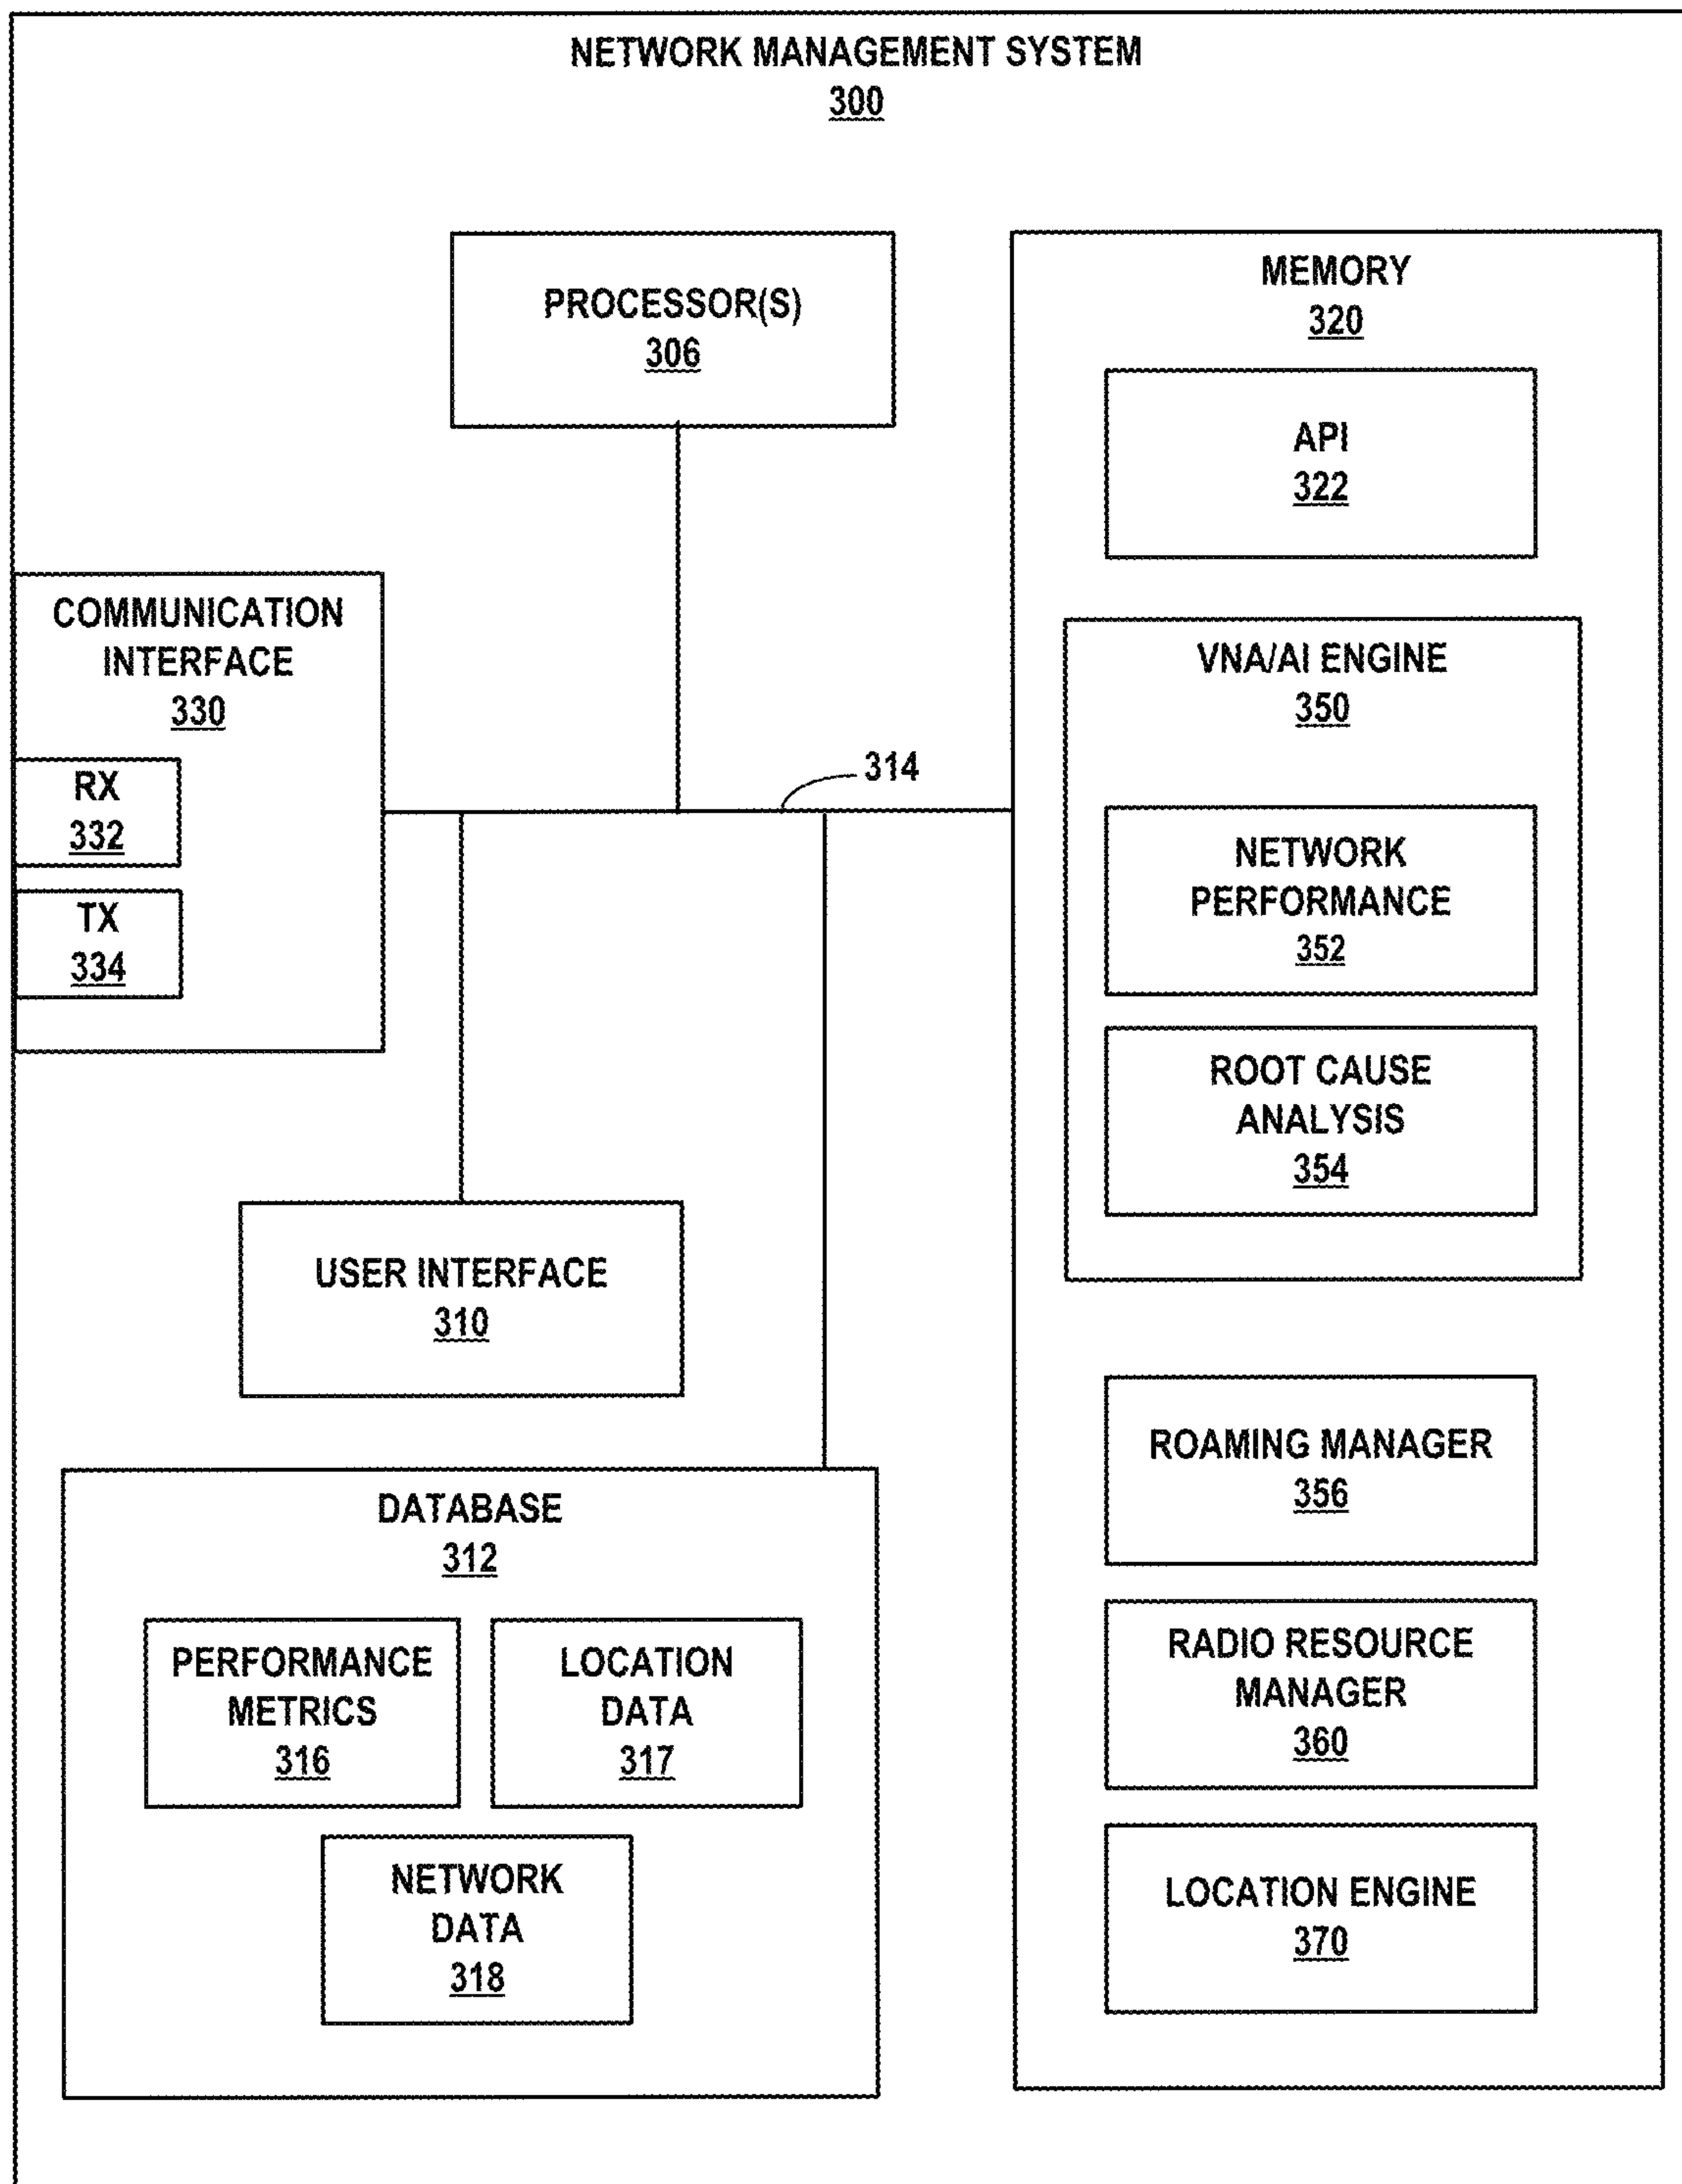 NETWORK MANAGEMENT SYSTEM
300
PROCESSOR(S)
306
MEMORY
320
API
322
COMMUNICATION
INTERFACE
330
RX
332
TX
334
314
VNA/AI ENGINE
350
NETWORK
PERFORMANCE
352
ROOT CAUSE
ANALYSIS
354
USER INTERFACE
310
ROAMING MANAGER
356
RADIO RESOURCE
MANAGER
360
LOCATION ENGINE
370
DATABASE
312
PERFORMANCE
METRICS
316
LOCATION
DATA
317
NETWORK
DATA
318